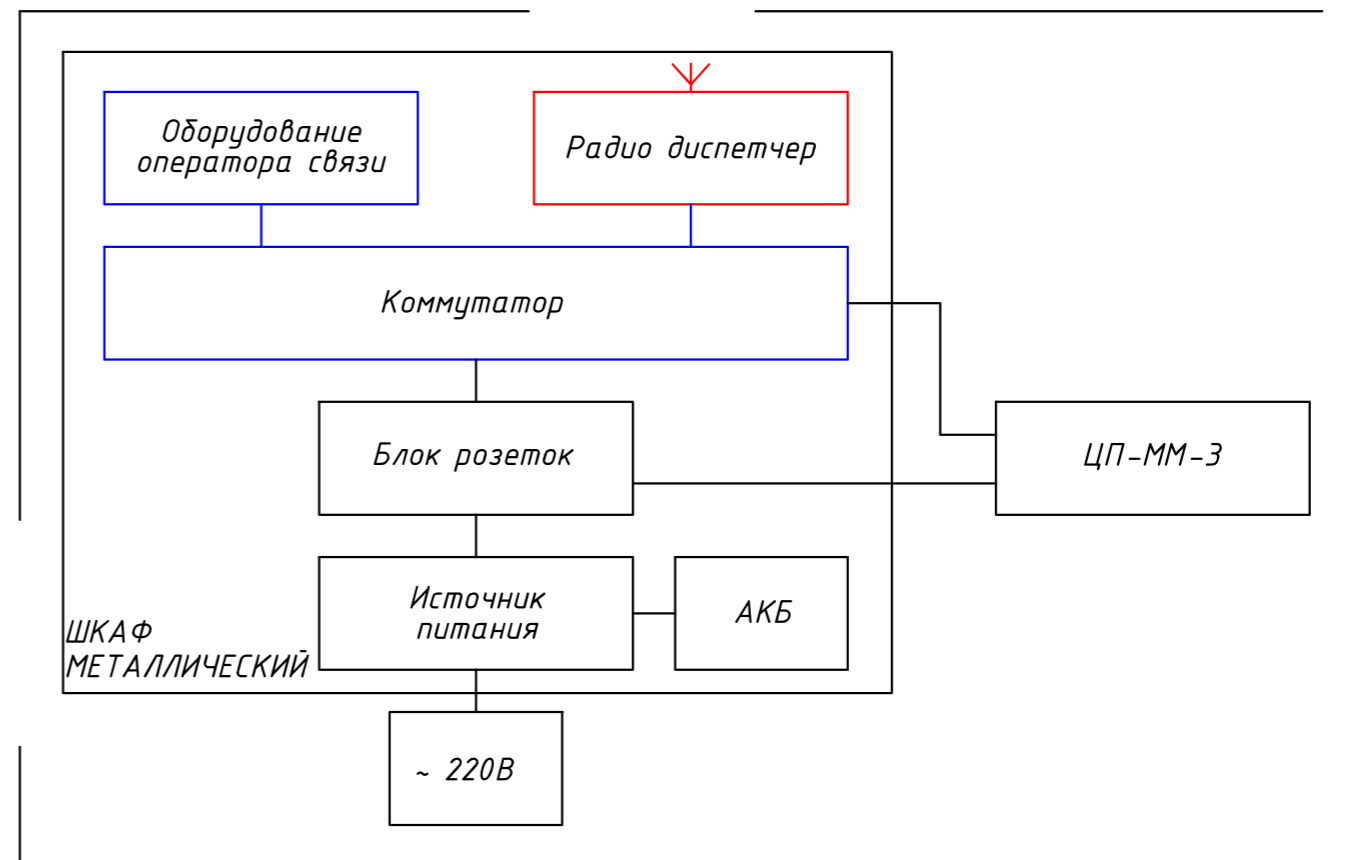 Оборудование
оператора связи
Радио диспетчер
Коммутатор
Блок розеток
ЦП-ММ-3
Источник
питания
АКБ
ШКАФ
МЕТАЛЛИЧЕСКИЙ
~ 220В